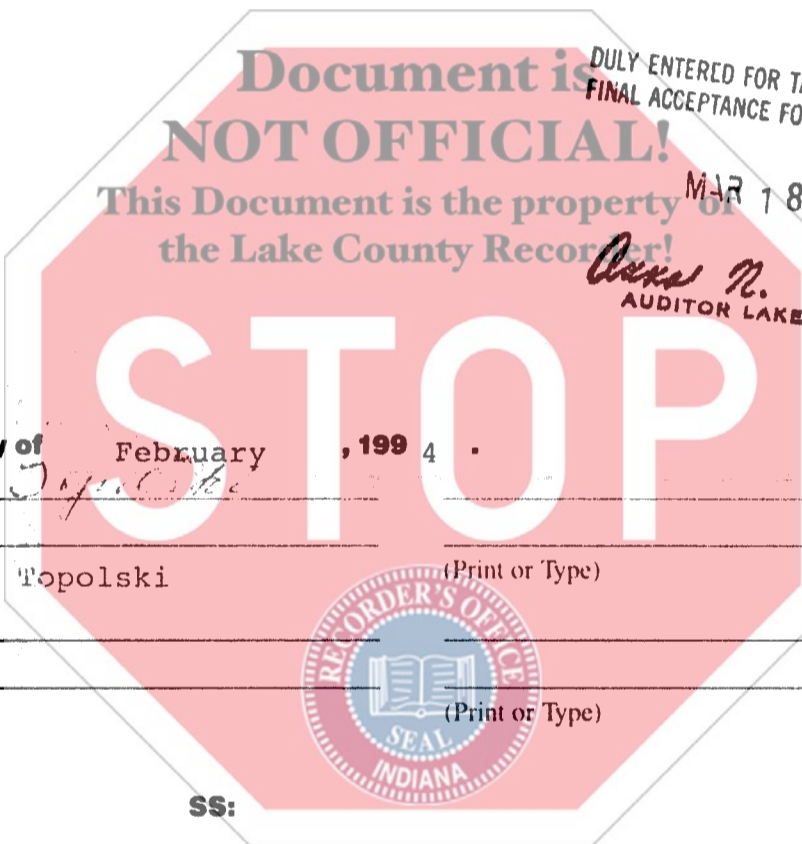 Document is
NOT OFFICIAL!
This Document is the property of
the Lake County Recorder!
DULY ENTERED FOR TA
FINAL ACCEPTANCE FO
MAR 18
N.
AUDITOR LAKE
STOP
y of February , 199 4 .
Topolski
(Print or Type)
(Print or Type)
RECORDER'S OFFICE
SEAL
INDIANA
SS: